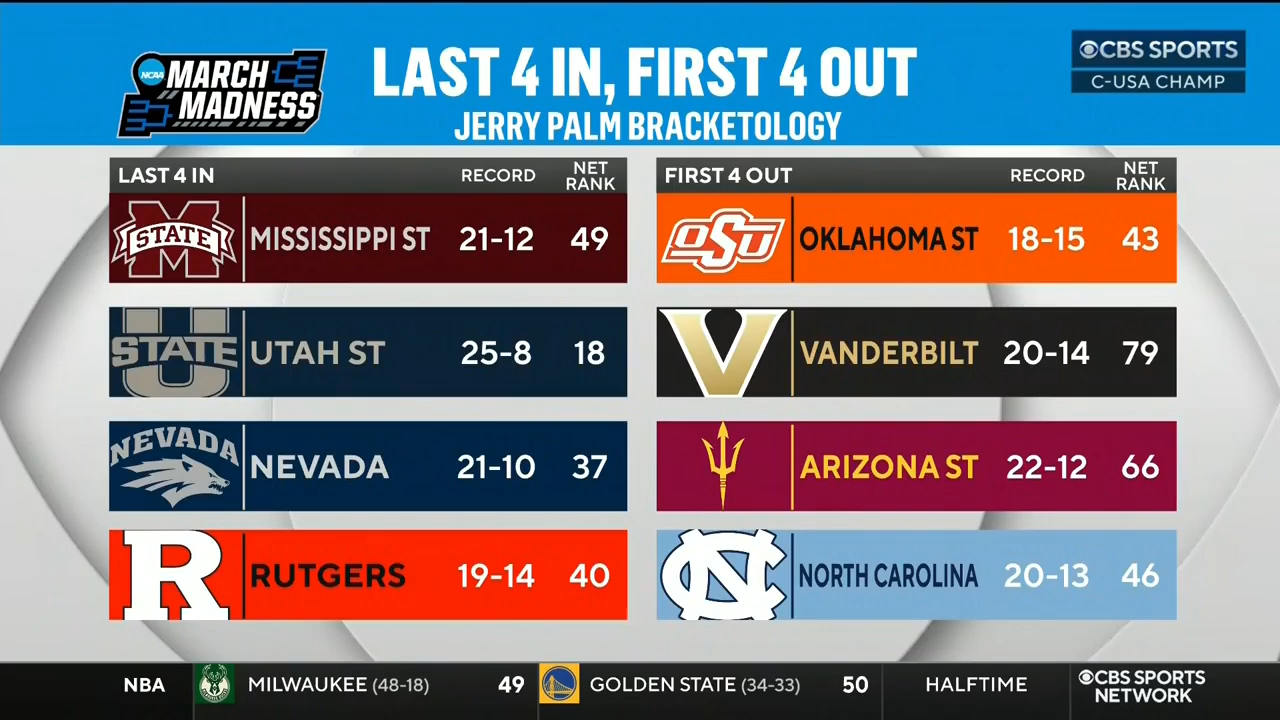 NCAA MARCH MADNESS
LAST 4 IN, FIRST 4 OUT
JERRY PALM BRACKETOLOGY
CBS SPORTS
C-USA CHAMP
LAST 4 IN RECORD NET RANK
STATE MISSISSIPPI ST 21-12 49
STATE UTAH ST 25-8 18
NEVADA NEVADA 21-10 37
R RUTGERS 19-14 40
FIRST 4 OUT RECORD NET RANK
OSU OKLAHOMA ST 18-15 43
V VANDERBILT 20-14 79
ARIZONA ST 22-12 66
NC NORTH CAROLINA 20-13 46
NBA MILWAUKEE (48-18) 49 GOLDEN STATE (34-33) 50 HALFTIME
CBS SPORTS
NETWORK